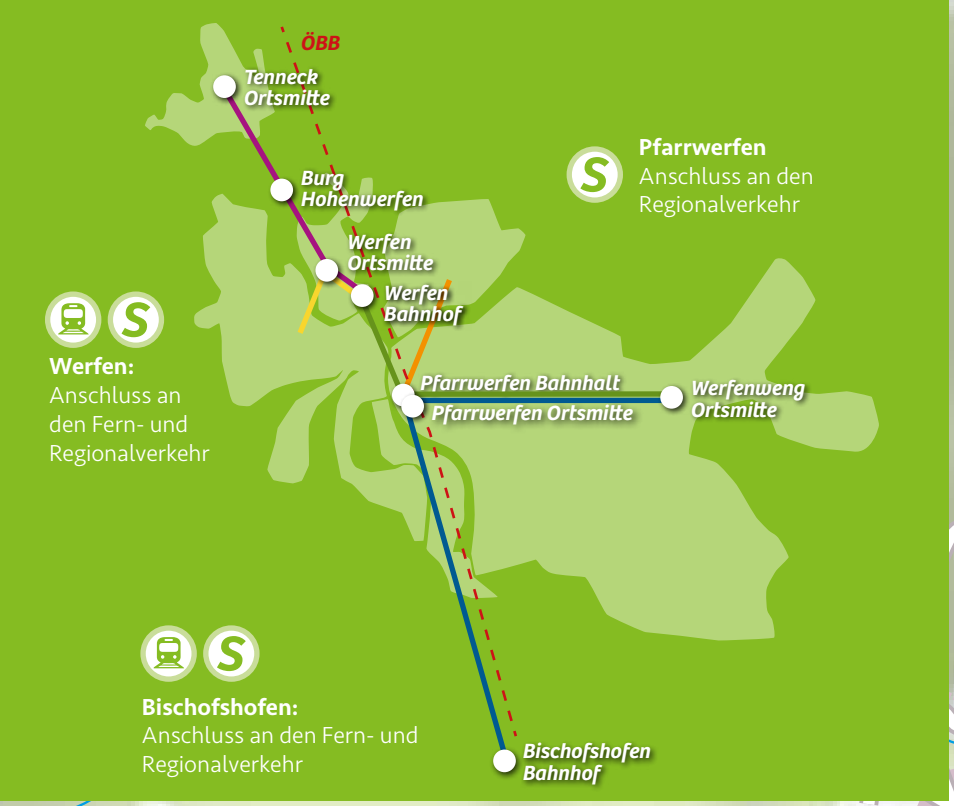 ÖBB
Tenneck
Ortsmitte
Burg
Hohenwerfen
Werfen
Ortsmitte
Werfen
Bahnhof
Pfarrwerfen Bahnhalt
Pfarrwerfen Ortsmitte
Werfenweng
Ortsmitte
Bischofshofen
Bahnhof
S
Pfarrwerfen
Anschluss an den
Regionalverkehr
S
Werfen:
Anschluss an
den Fern- und
Regionalverkehr
S
Bischofshofen:
Anschluss an den Fern- und
Regionalverkehr